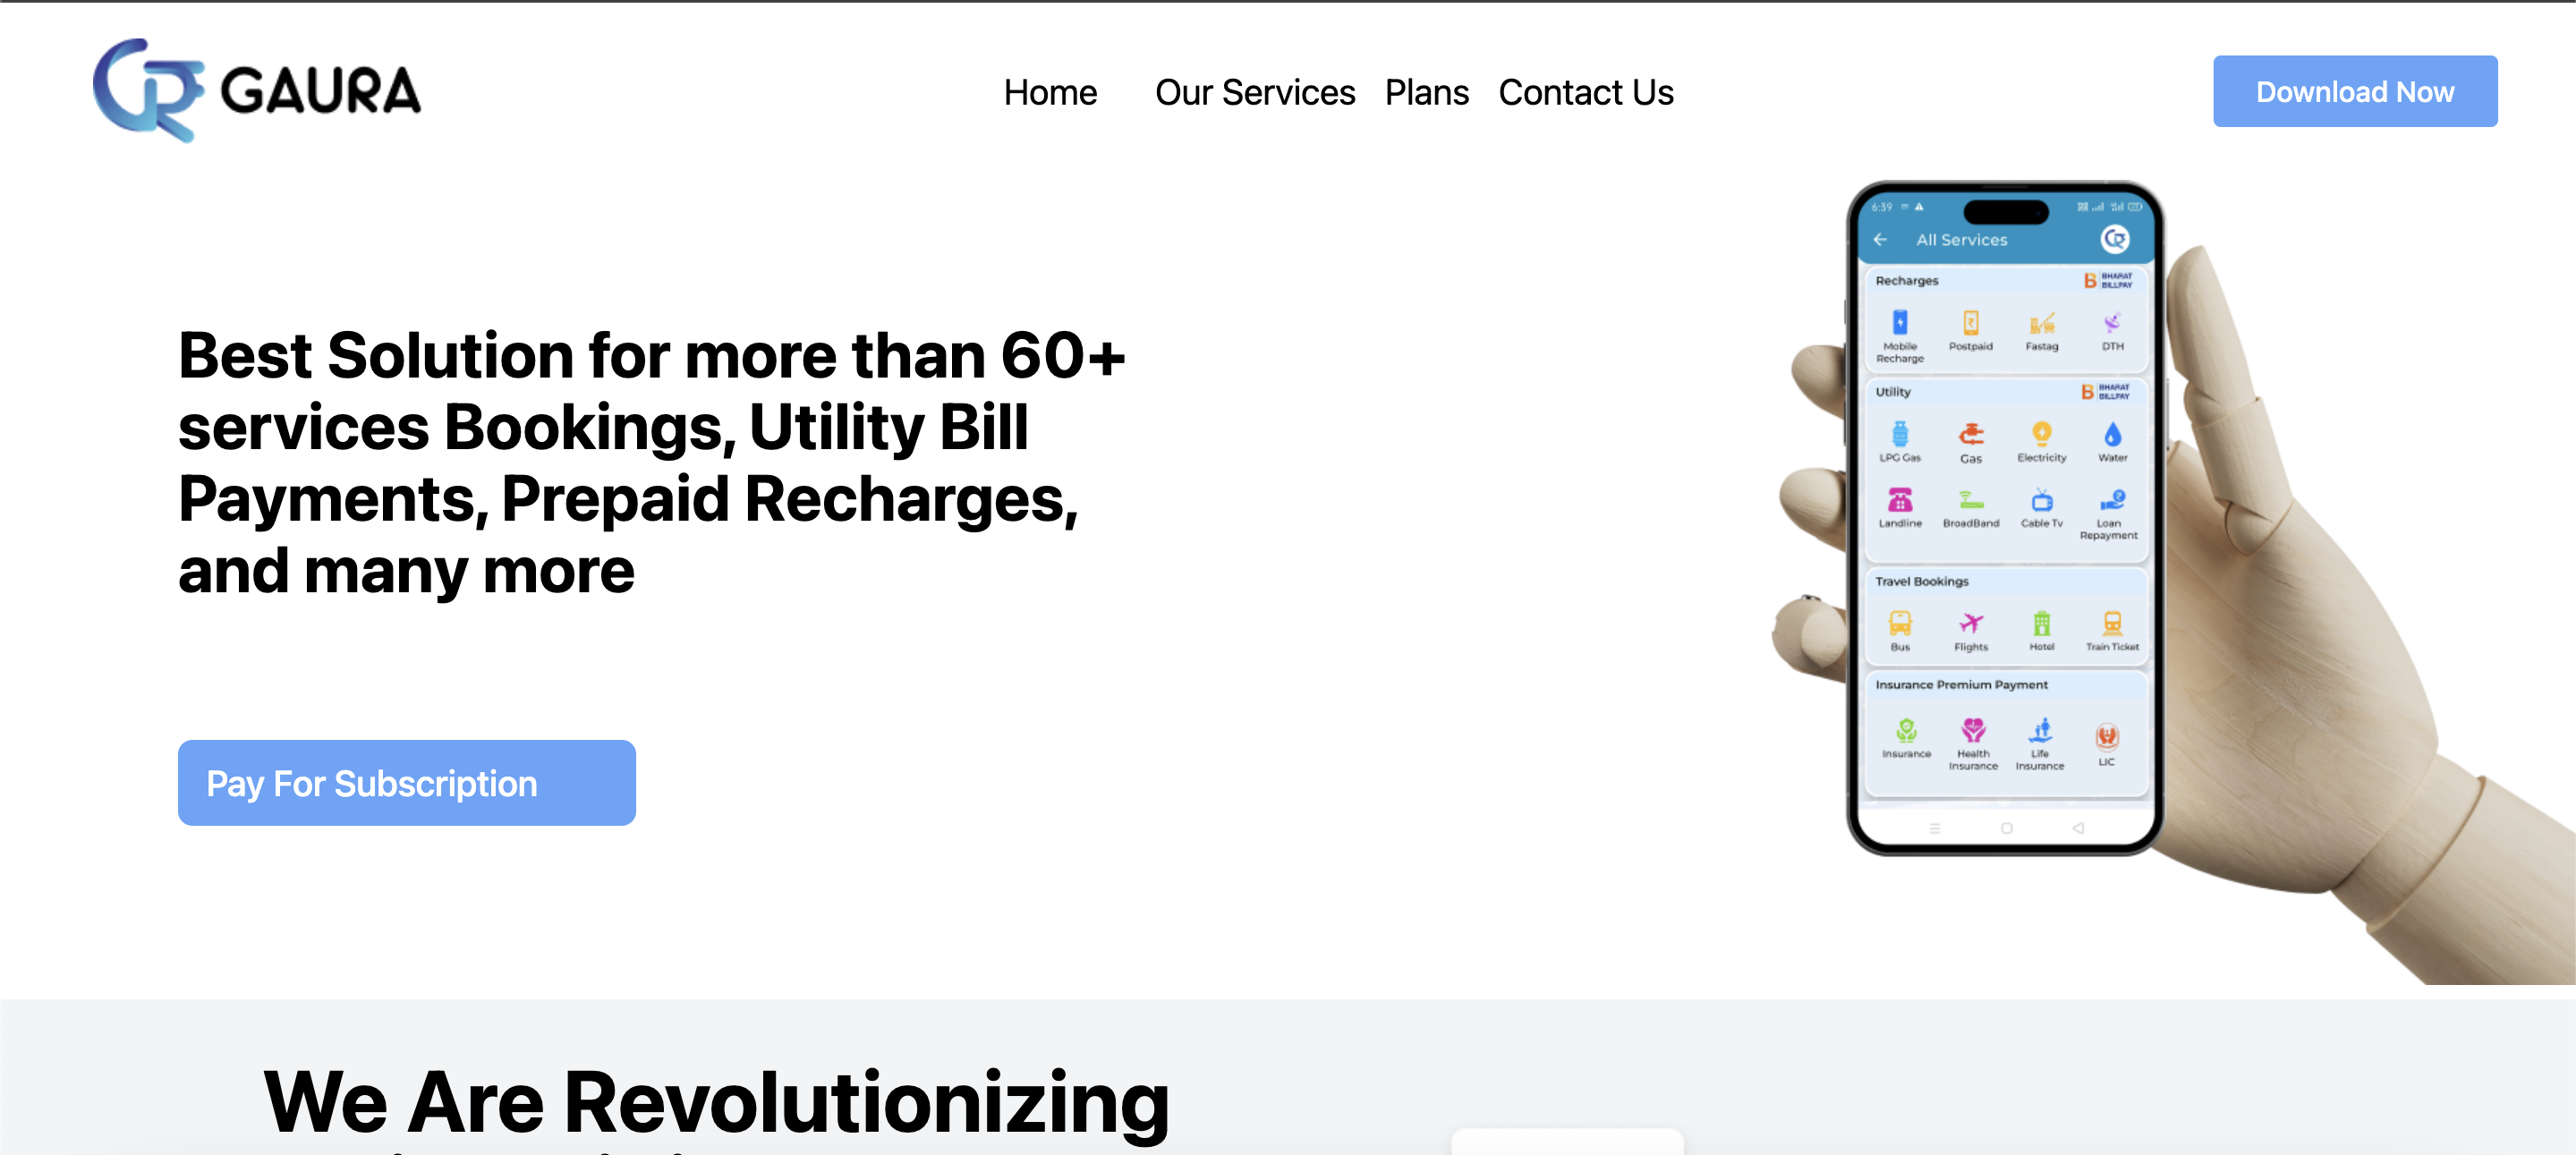 GAURA
Home Our Services Plans Contact Us
Download Now
Best Solution for more than 60+
services Bookings, Utility Bill
Payments, Prepaid Recharges,
and many more
Pay For Subscription
6:39
All Services
Recharges
BHARAT
BILLPAY
Mobile
Recharge
Postpaid
Fastag
DTH
Utility
BHARAT
BILLPAY
LPG Gas
Gas
Electricity
Water
Landline
BroadBand
Cable Tv
Loan
Repayment
Travel Bookings
Bus
Flights
Hotel
Train Ticket
Insurance Premium Payment
Insurance
Health
Insurance
Life
Insurance
LIC
We Are Revolutionizing